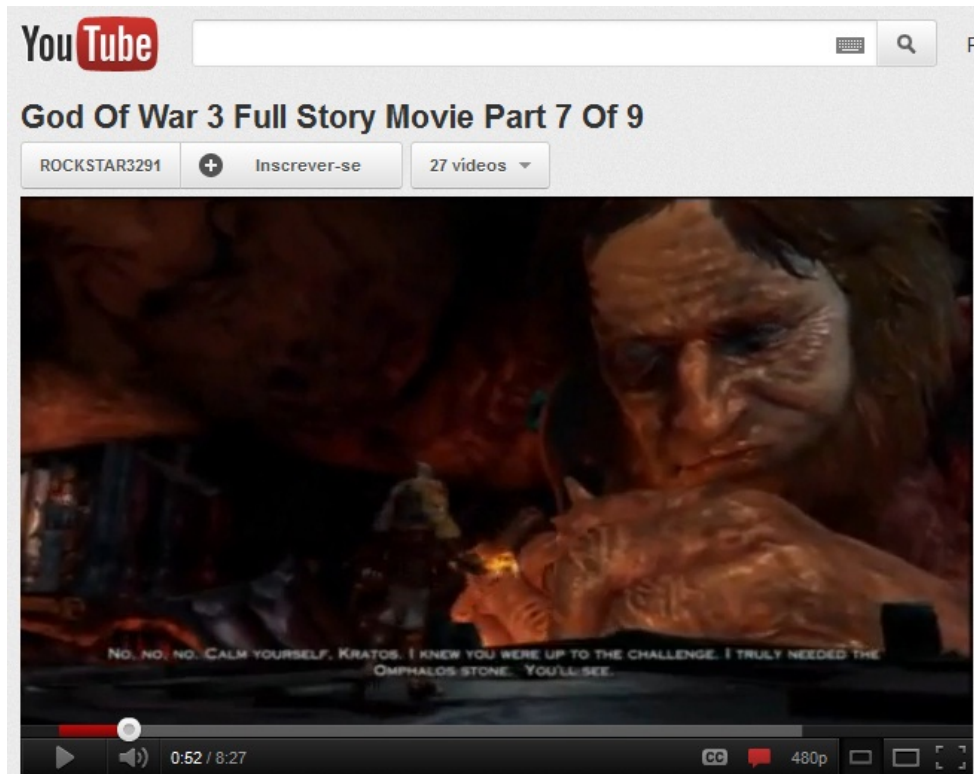 YouTube
God Of War 3 Full Story Movie Part 7 Of 9
ROCKSTAR3291 Inscrever-se 27 vídeos
NO, NO, NO. CALM YOURSELF, KRATOS. I KNEW YOU WERE UP TO THE CHALLENGE. I TRULY NEEDED THE
OMPHALOS STONE. YOU'LL SEE.
0:52 / 8:27 CC 480p